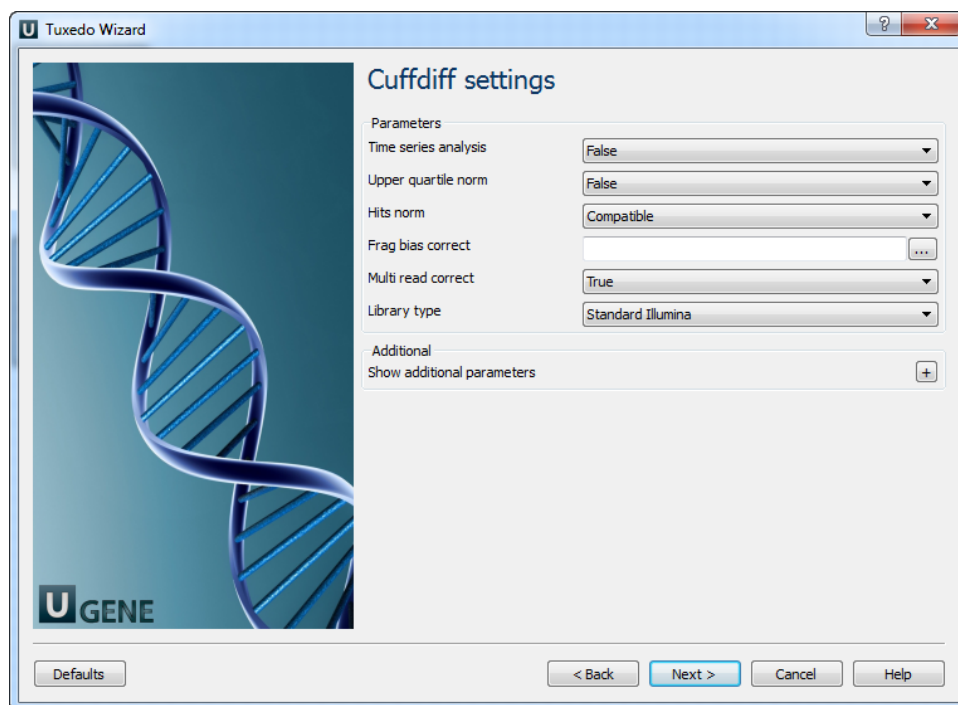 Tuxedo Wizard
Cuffdiff settings
Parameters
Time series analysis False
Upper quartile norm False
Hits norm Compatible
Frag bias correct ...
Multi read correct True
Library type Standard Illumina
Additional
Show additional parameters +
U GENE
Defaults < Back Next > Cancel Help